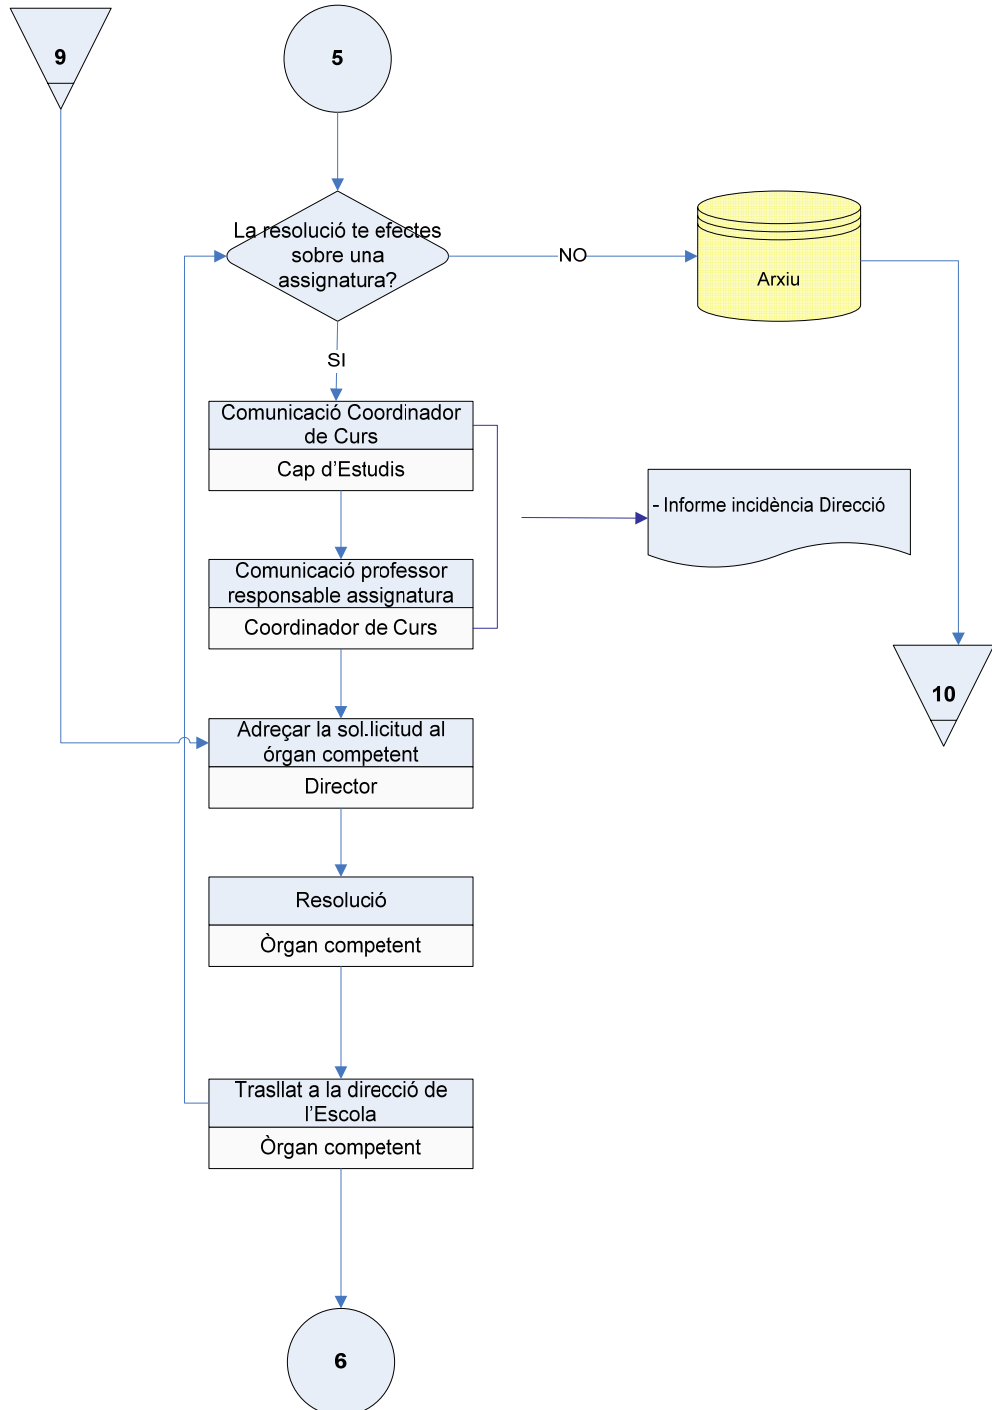 9
5
La resolució te efectes
sobre una
assignatura?
NO
Arxiu
SI
Comunicació Coordinador
de Curs
Cap d'Estudis
- Informe incidència Direcció
Comunicació professor
responsable assignatura
Coordinador de Curs
10
Adreçar la sol.licitud al
órgan competent
Director
Resolució
Òrgan competent
Trasllat a la direcció de
l'Escola
Òrgan competent
6